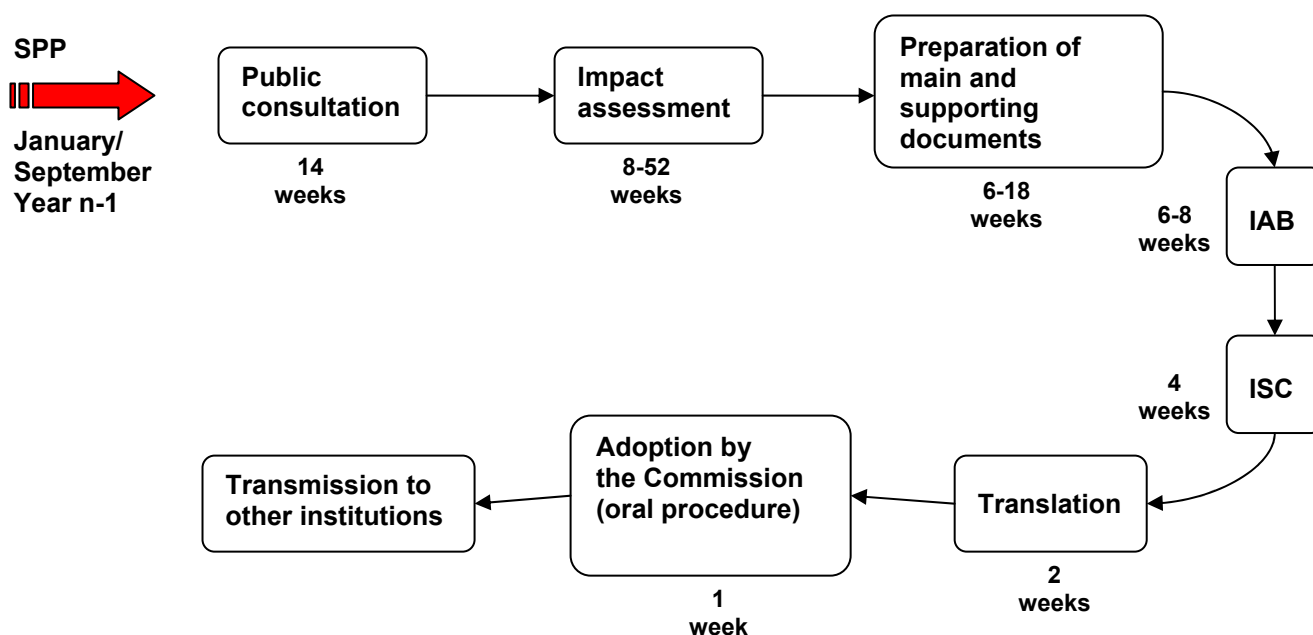 SPP
January/
September
Year n-1
Public
consultation
14
weeks
Impact
assessment
8-52
weeks
Preparation of
main and
supporting
documents
6-18
weeks
6-8
weeks
IAB
4
weeks
ISC
Translation
2
weeks
Adoption by
the Commission
(oral procedure)
1
week
Transmission to
other institutions